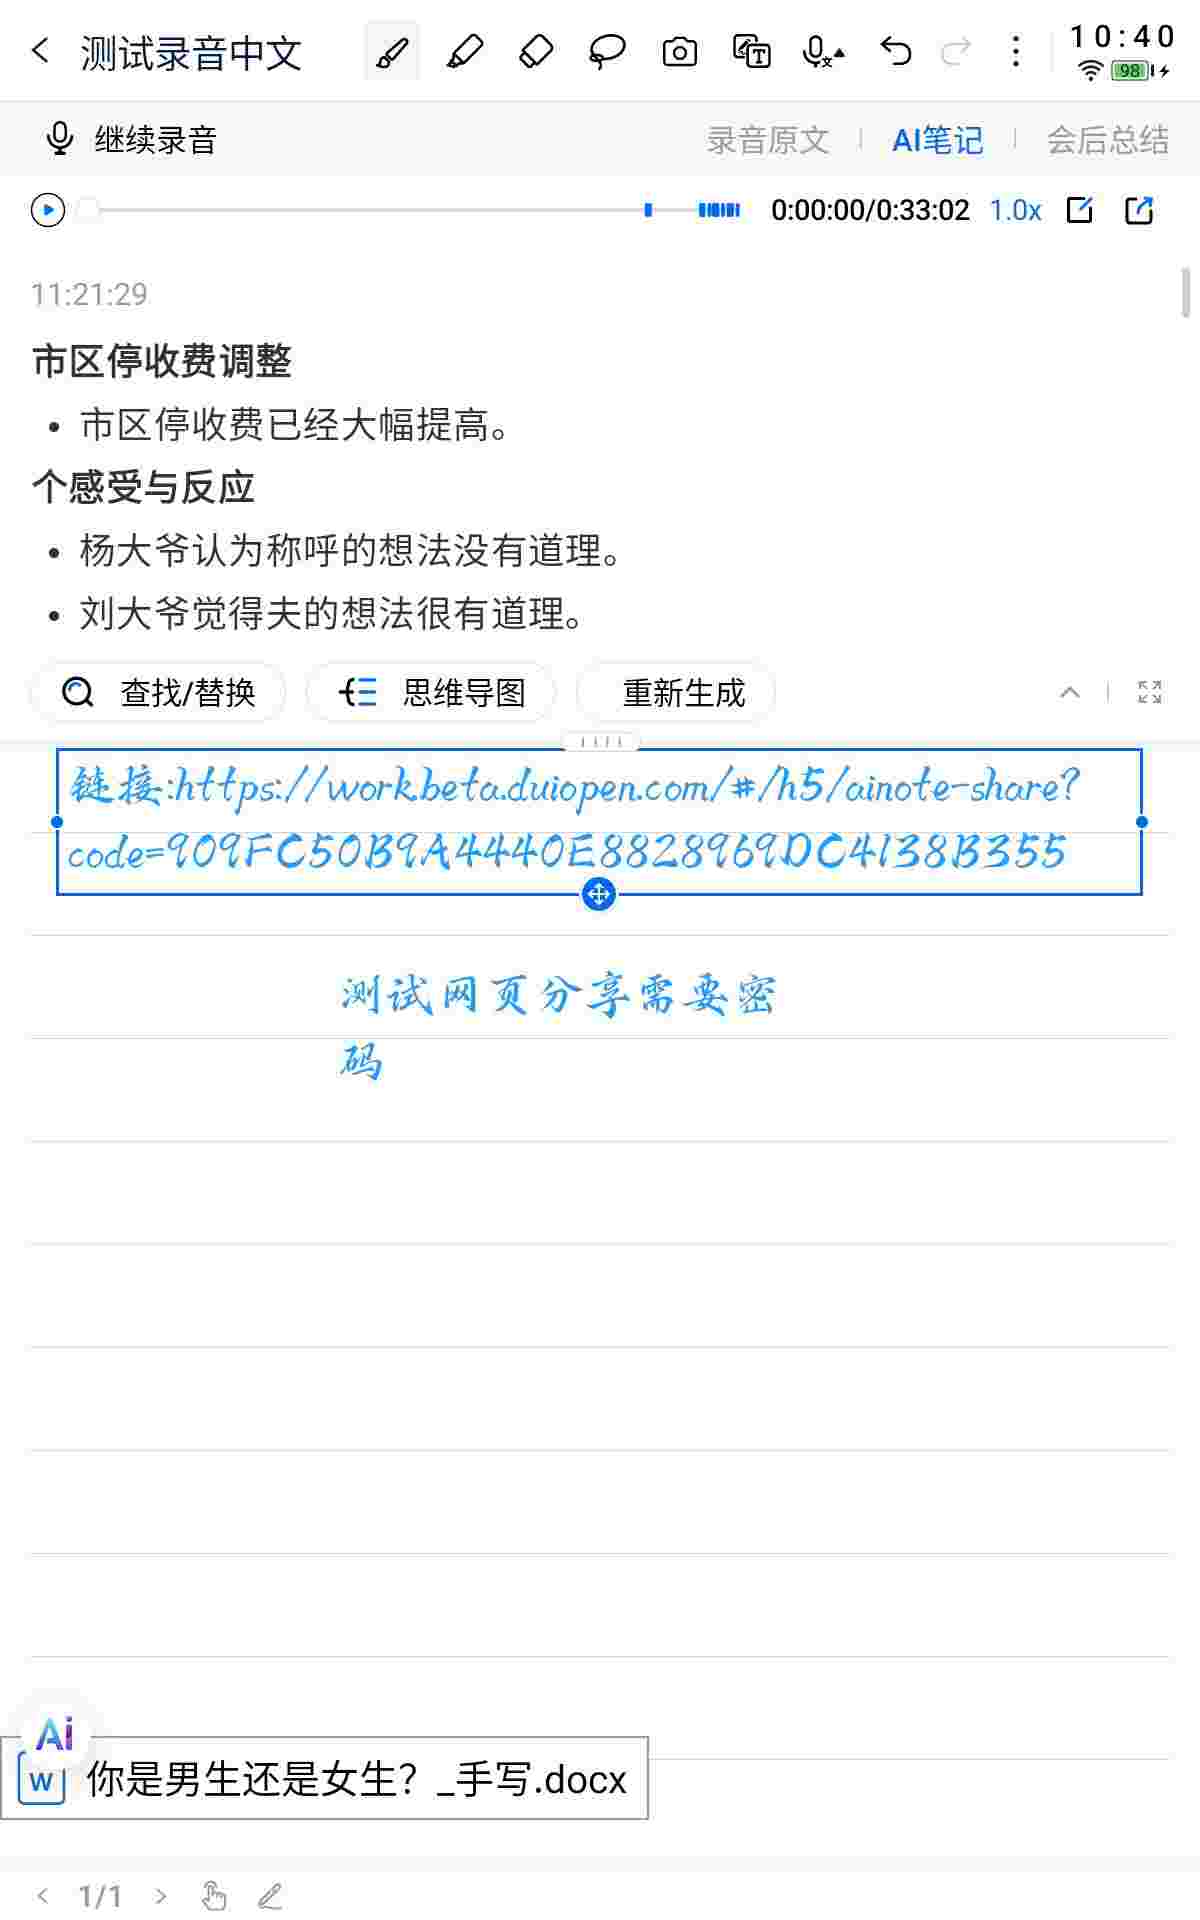 测试录音中文
10:40
98
继续录音
录音原文
AI笔记
会后总结
0:00:00/0:33:02 1.0x
11:21:29
市区停收费调整
• 市区停收费已经大幅提高。
个感受与反应
• 杨大爷认为称呼的想法没有道理。
• 刘大爷觉得夫的想法很有道理。
查找/替换
思维导图
重新生成
链接:https://work.beta.duiopen.com/#/h5/ainote-share?
code=909FC50B9A4440E8828969DC4138B355
测试网页分享需要密
码
Ai
W 你是男生还是女生？_手写.docx
1/1